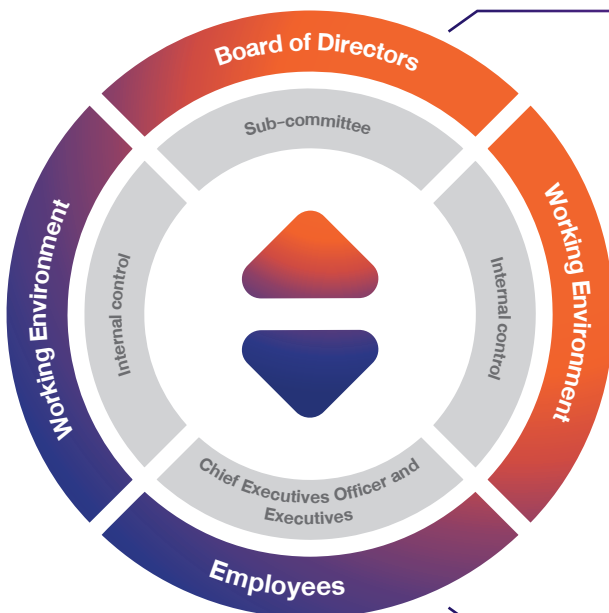 Board of Directors
Sub-committee
Working Environment
Internal control
Internal control
Working Environment
Chief Executives Officer and
Executives
Employees